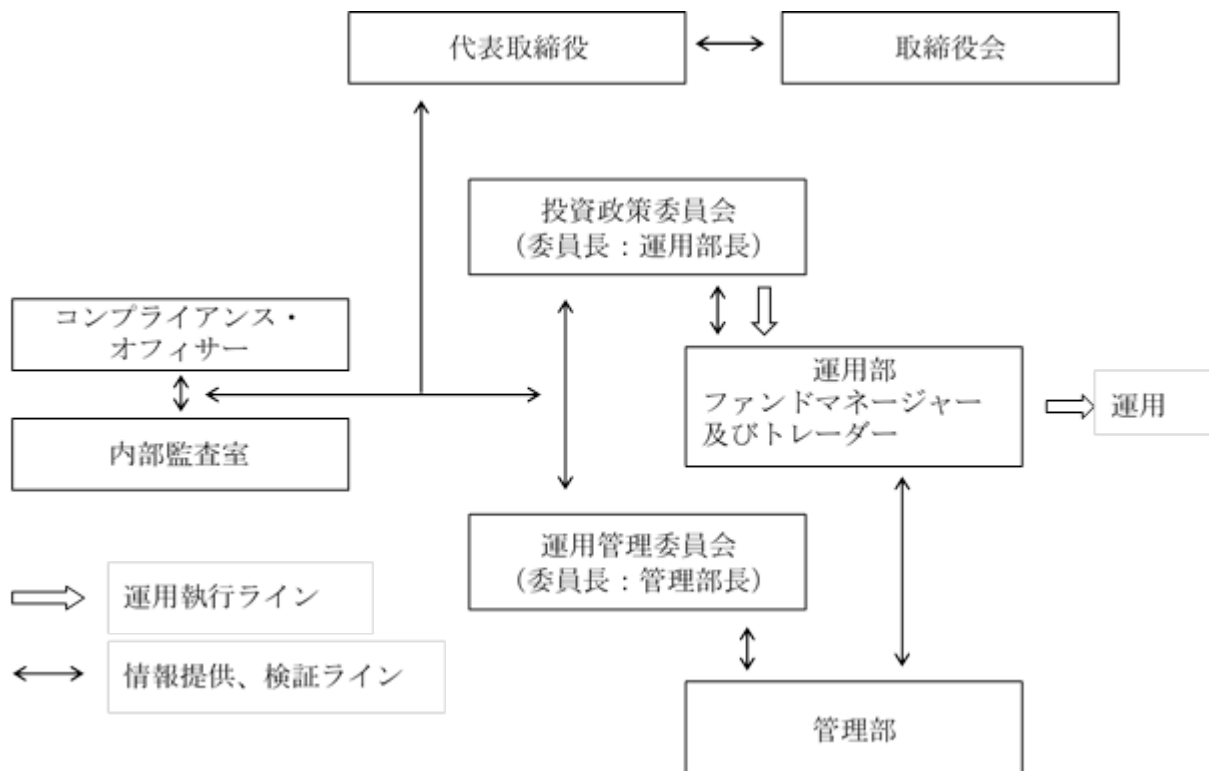 代表取締役
取締役会
投資政策委員会
（委員長：運用部長）
コンプライアンス・
オフィサー
内部監査室
運用部
ファンドマネージャー
及びトレーダー
運用
運用管理委員会
（委員長：管理部長）
運用執行ライン
情報提供、検証ライン
管理部